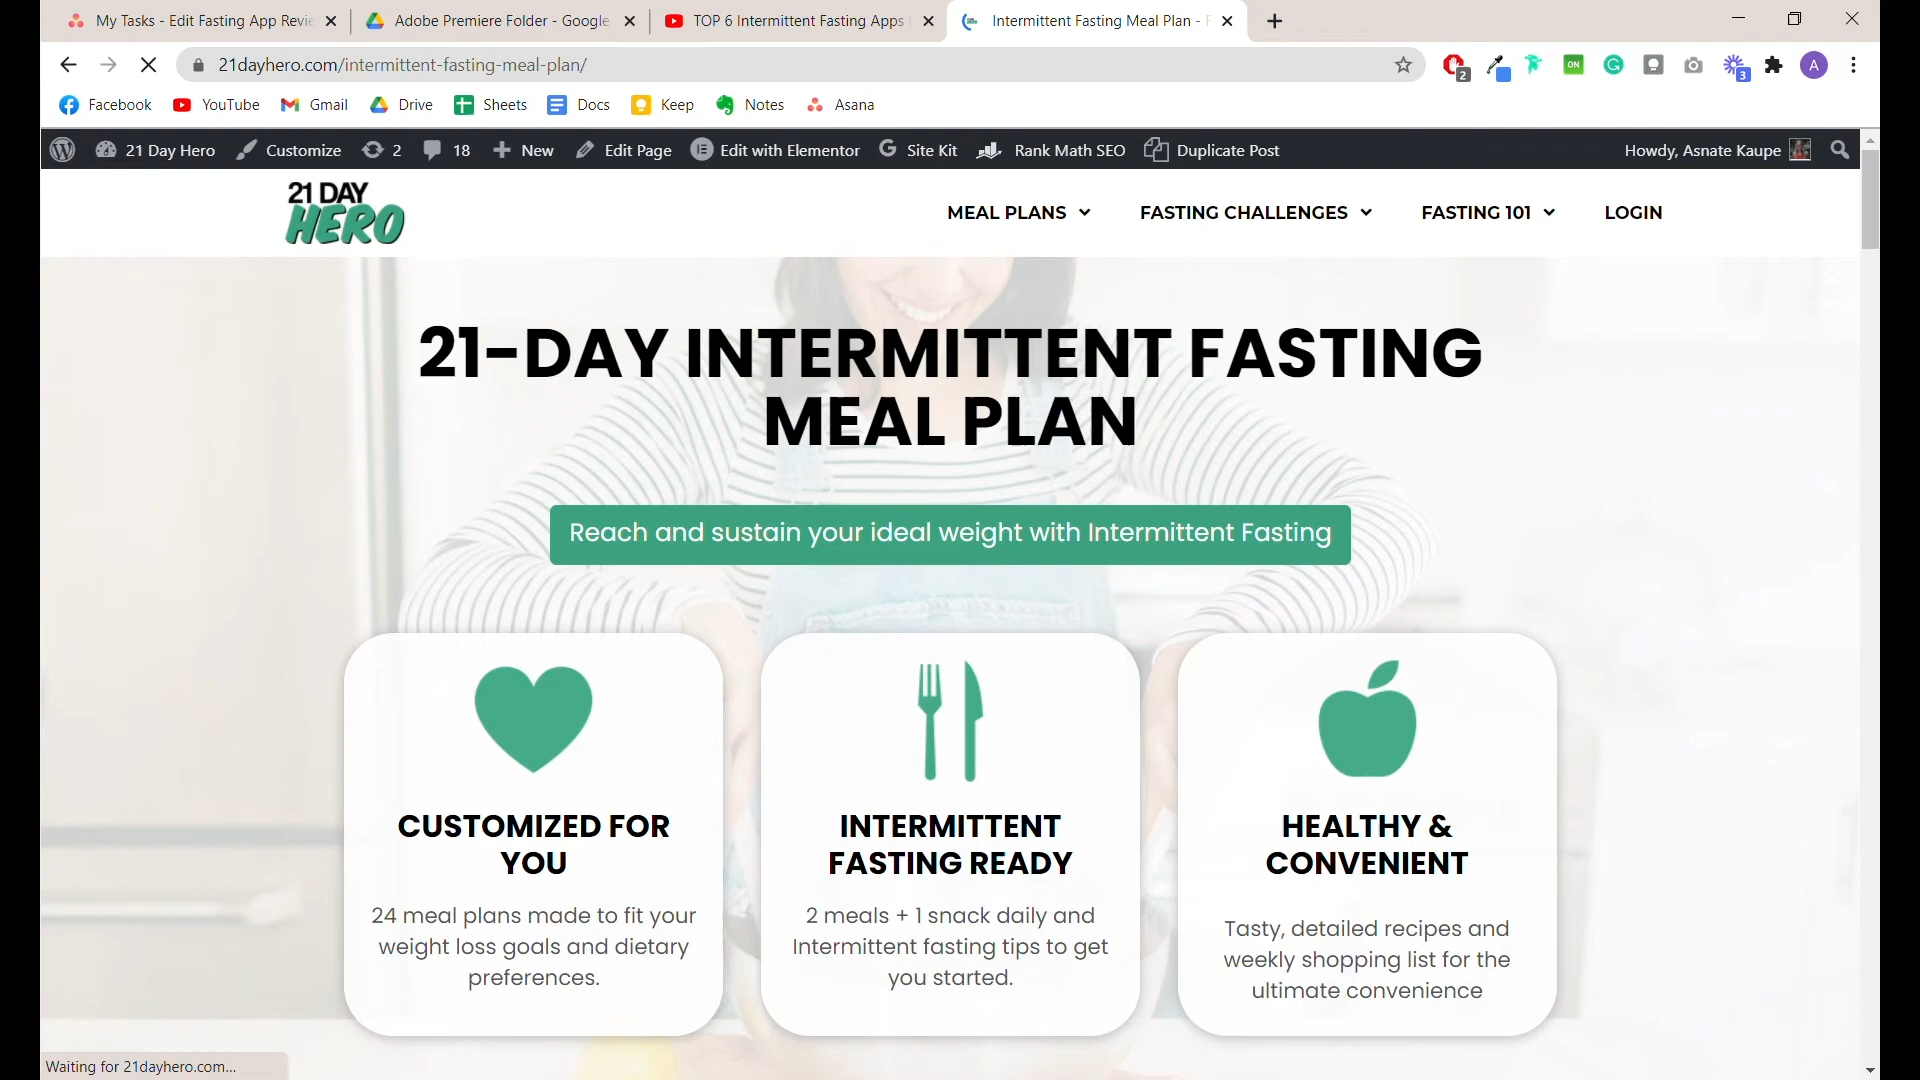 My Tasks - Edit Fasting App Revie
Adobe Premiere Folder - Google
TOP 6 Intermittent Fasting Apps
Intermittent Fasting Meal Plan -
21dayhero.com/intermittent-fasting-meal-plan/
2
ON
3
A
Facebook
YouTube
Gmail
Drive
Sheets
Docs
Keep
Notes
Asana
21 Day Hero
Customize
2
18
New
Edit Page
Edit with Elementor
Site Kit
Rank Math SEO
Duplicate Post
Howdy, Asnate Kaupe
21 DAY
HERO
MEAL PLANS
FASTING CHALLENGES
FASTING 101
LOGIN
21-DAY INTERMITTENT FASTING
MEAL PLAN
Reach and sustain your ideal weight with Intermittent Fasting
CUSTOMIZED FOR
YOU
24 meal plans made to fit your
weight loss goals and dietary
preferences.
INTERMITTENT
FASTING READY
2 meals + 1 snack daily and
Intermittent fasting tips to get
you started.
HEALTHY &
CONVENIENT
Tasty, detailed recipes and
weekly shopping list for the
ultimate convenience
Waiting for 21dayhero.com...